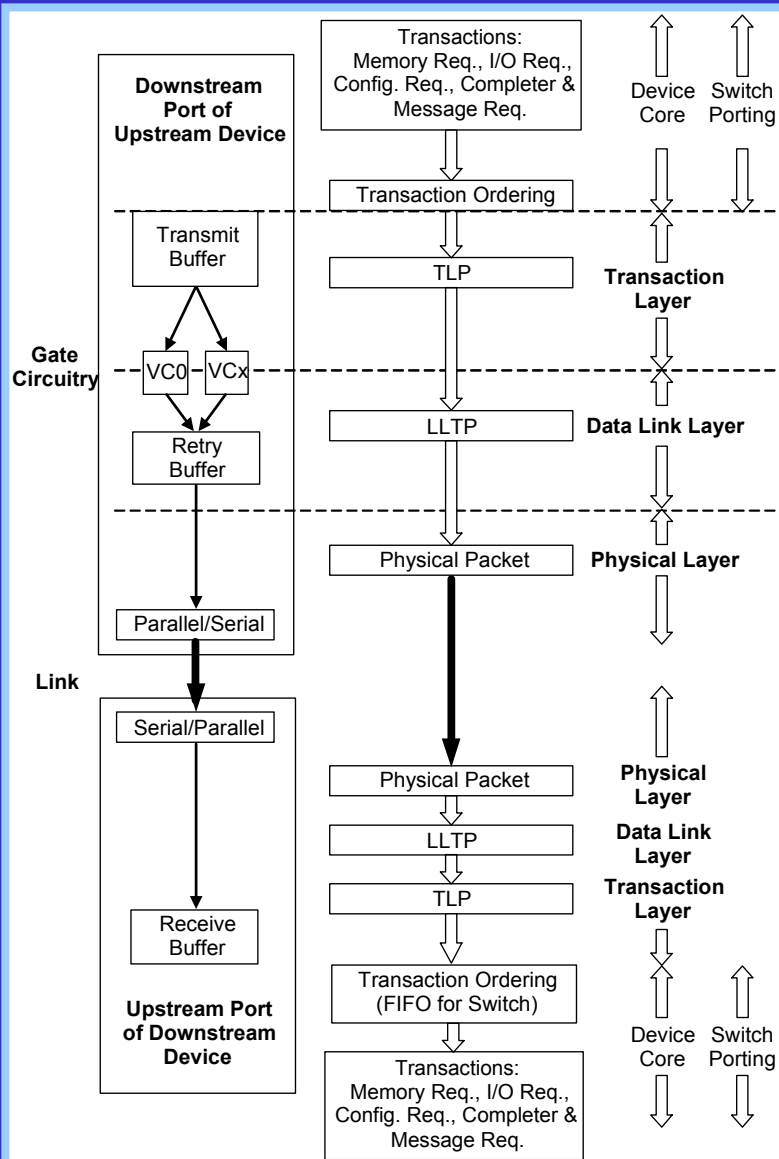 Transactions:
Memory Req., I/O Req.,
Config. Req., Completer &
Message Req.
Device
Core
Switch
Porting
Downstream
Port of
Upstream Device
Transaction Ordering
Transmit
Buffer
TLP
Transaction
Layer
Gate
Circuitry
VC0
VCx
LLTP
Data Link Layer
Retry
Buffer
Physical Packet
Physical Layer
Parallel/Serial
Link
Serial/Parallel
Physical Packet
Physical
Layer
LLTP
Data Link
Layer
TLP
Transaction
Layer
Receive
Buffer
Transaction Ordering
(FIFO for Switch)
Upstream Port
of Downstream
Device
Device
Core
Switch
Porting
Transactions:
Memory Req., I/O Req.,
Config. Req., Completer &
Message Req.